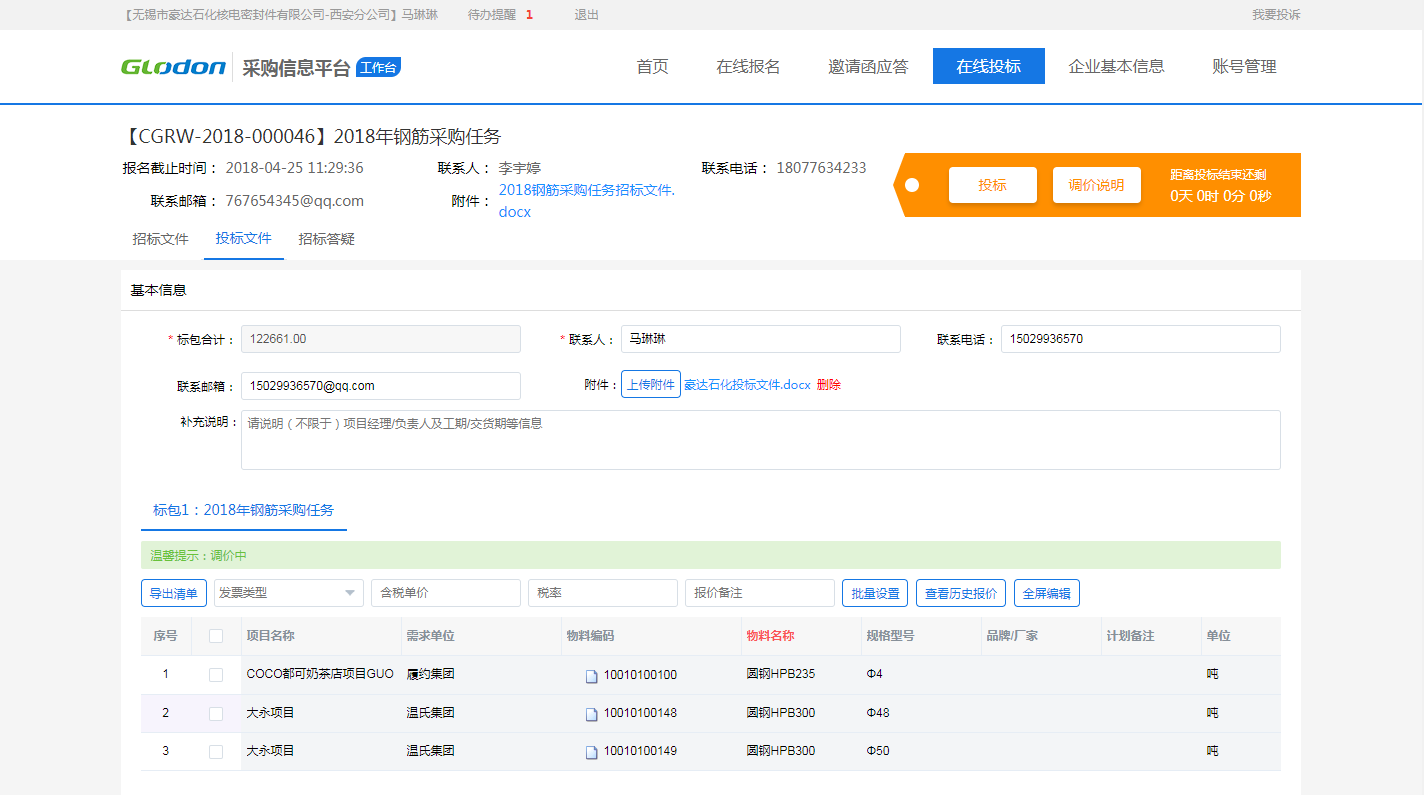 【无锡市豪达石化核电密封件有限公司-西安分公司】马琳琳 待办提醒 1 退出 我要投诉
GLodon 采购信息平台 工作台 首页 在线报名 邀请函应答 在线投标 企业基本信息 账号管理
【CGRW-2018-000046】2018年钢筋采购任务
报名截止时间： 2018-04-25 11:29:36 联系人： 李宇婷 联系电话： 18077634233
联系邮箱： 767654345@qq.com 附件： 2018钢筋采购任务招标文件.
docx
投标 调价说明 距离投标结束还剩
0天 0时 0分 0秒
招标文件 投标文件 招标答疑
基本信息
* 标包合计： 122661.00 * 联系人： 马琳琳 联系电话： 15029936570
联系邮箱： 15029936570@qq.com 附件： 上传附件 豪达石化投标文件.docx 删除
补充说明： 请说明（不限于）项目经理/负责人及工期/交货期等信息
标包1：2018年钢筋采购任务
温馨提示：调价中
导出清单 发票类型 含税单价 税率 报价备注 批量设置 查看历史报价 全屏编辑
序号 项目名称 需求单位 物料编码 物料名称 规格型号 品牌/厂家 计划备注 单位
1 COCO都可奶茶店项目GUO 履约集团 10010100100 圆钢HPB235 Φ4 吨
2 大永项目 温氏集团 10010100148 圆钢HPB300 Φ48 吨
3 大永项目 温氏集团 10010100149 圆钢HPB300 Φ50 吨